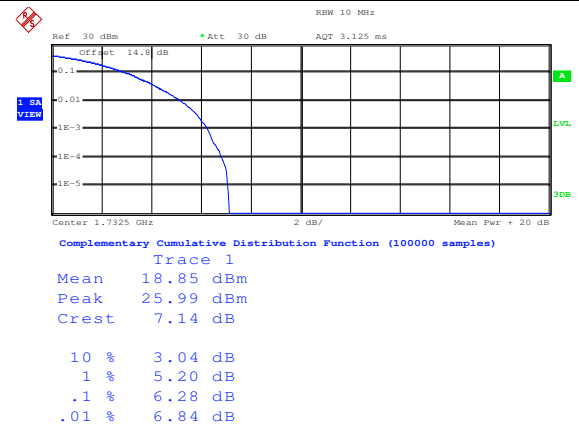 R S
RBW 10 MHz
Ref 30 dBm * Att 30 dB AQT 3.125 ms
Offset 14.8 dB
0.1
A
0.01
1 SA
VIEW
1E-3
LVL
1E-4
1E-5
3DB
Center 1.7325 GHz 2 dB/ Mean Pwr + 20 dB
Complementary Cumulative Distribution Function (100000 samples)
Trace 1
Mean 18.85 dBm
Peak 25.99 dBm
Crest 7.14 dB
10 % 3.04 dB
1 % 5.20 dB
.1 % 6.28 dB
.01 % 6.84 dB